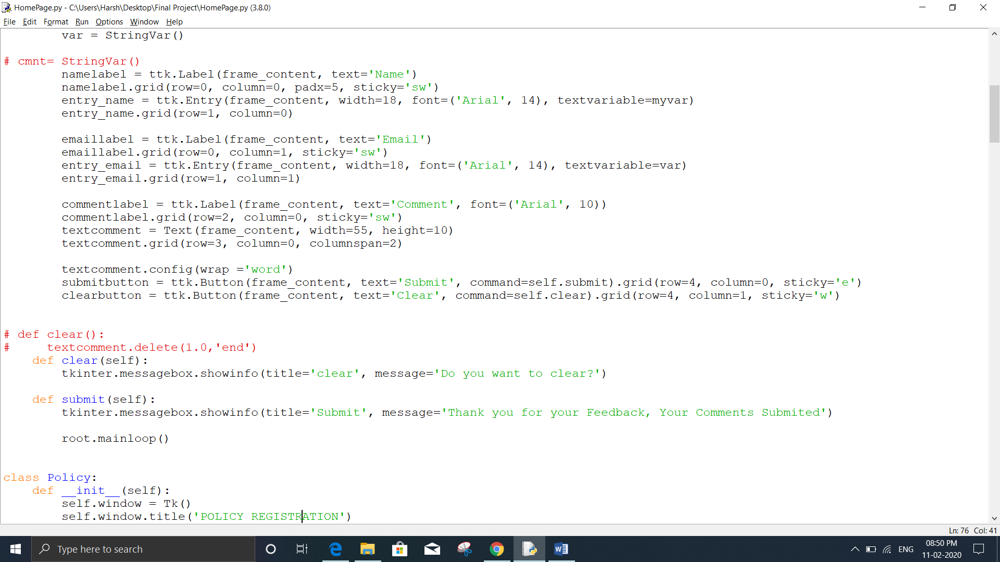 HomePage.py - C:\Users\Harsh\Desktop\Final Project\HomePage.py (3.8.0)
File Edit Format Run Options Window Help
        var = StringVar()

# cmnt= StringVar()
        namelabel = ttk.Label(frame_content, text='Name')
        namelabel.grid(row=0, column=0, padx=5, sticky='sw')
        entry_name = ttk.Entry(frame_content, width=18, font=('Arial', 14), textvariable=myvar)
        entry_name.grid(row=1, column=0)

        emaillabel = ttk.Label(frame_content, text='Email')
        emaillabel.grid(row=0, column=1, sticky='sw')
        entry_email = ttk.Entry(frame_content, width=18, font=('Arial', 14), textvariable=var)
        entry_email.grid(row=1, column=1)

        commentlabel = ttk.Label(frame_content, text='Comment', font=('Arial', 10))
        commentlabel.grid(row=2, column=0, sticky='sw')
        textcomment = Text(frame_content, width=55, height=10)
        textcomment.grid(row=3, column=0, columnspan=2)

        textcomment.config(wrap ='word')
        submitbutton = ttk.Button(frame_content, text='Submit', command=self.submit).grid(row=4, column=0, sticky='e')
        clearbutton = ttk.Button(frame_content, text='Clear', command=self.clear).grid(row=4, column=1, sticky='w')

# def clear():
#     textcomment.delete(1.0,'end')
    def clear(self):
        tkinter.messagebox.showinfo(title='clear', message='Do you want to clear?')

    def submit(self):
        tkinter.messagebox.showinfo(title='Submit', message='Thank you for your Feedback, Your Comments Submited')

        root.mainloop()

class Policy:
    def __init__(self):
        self.window = Tk()
        self.window.title('POLICY REGISTRATION')
Ln: 76 Col: 41
Type here to search
ENG
08:50 PM
11-02-2020